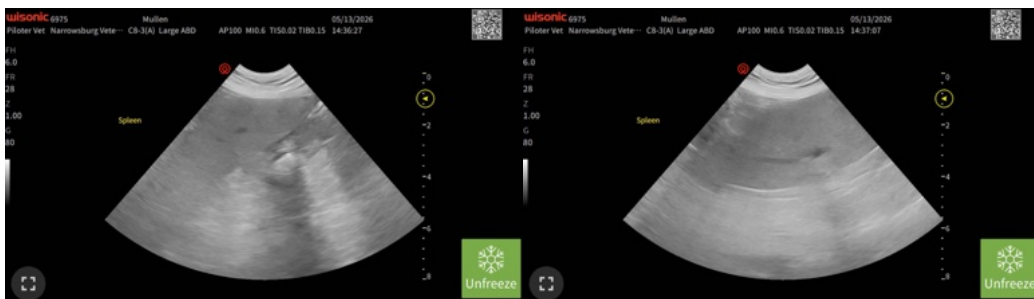 wisonic 6975 Mullen 05/13/2026
Piloter Vet Narrowsburg Vete··· C8-3(A) Large ABD AP100 MI0.6 TIS0.02 TIB0.15 14:36:27
FH
6.0
FR
28
Z
1.00
G
80
Spleen
0
2
4
6
8
Unfreeze
wisonic 6975 Mullen 05/13/2026
Piloter Vet Narrowsburg Vete··· C8-3(A) Large ABD AP100 MI0.6 TIS0.02 TIB0.15 14:37:07
FH
6.0
FR
28
Z
1.00
G
80
Spleen
0
2
4
6
8
Unfreeze